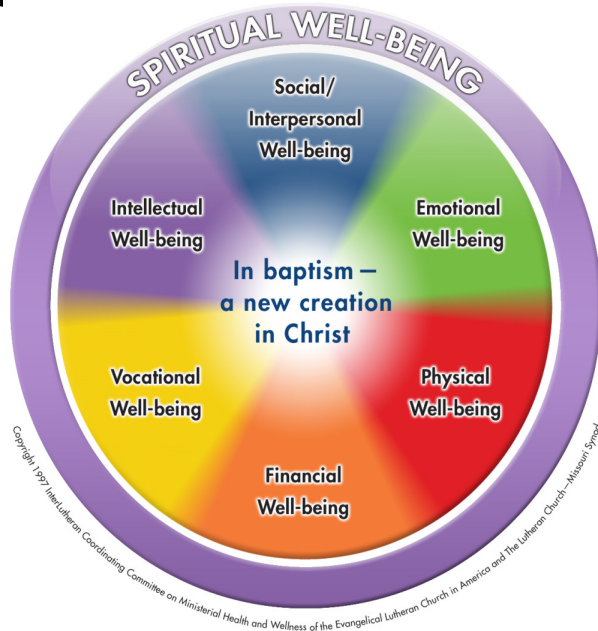 SPIRITUAL WELL-BEING
Social/
Interpersonal
Well-being
Intellectual
Well-being
Emotional
Well-being
In baptism –
a new creation
in Christ
Vocational
Well-being
Physical
Well-being
Financial
Well-being
Copyright 1997 InterLutheran Coordinating Committee on Ministerial Health and Wellness of the Evangelical Lutheran Church in America and The Lutheran Church—Missouri Synod